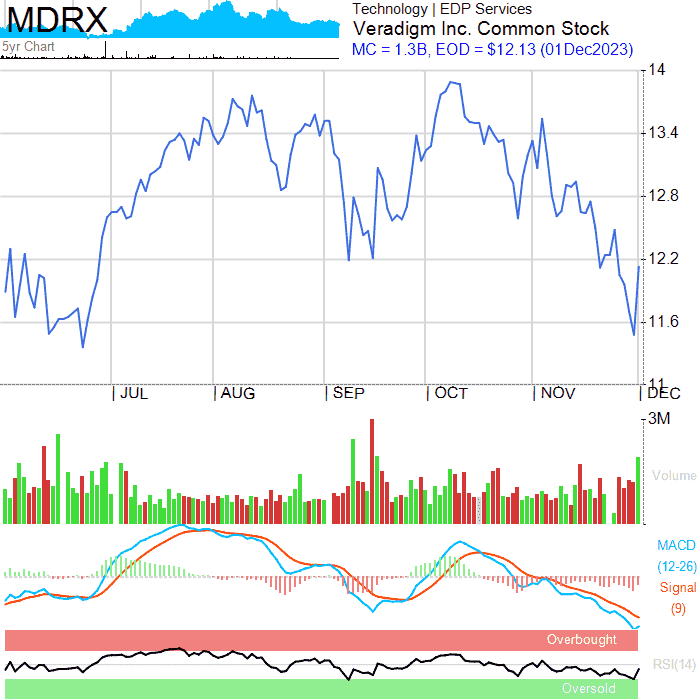 MDRX
5yr Chart
Technology | EDP Services
Veradigm Inc. Common Stock
MC = 1.3B, EOD = $12.13 (01Dec2023)
14
13.4
12.8
12.2
11.6
11
JUL
AUG
SEP
OCT
NOV
DEC
3M
Volume
MACD
(12-26)
Signal
(9)
Overbought
RSI(14)
Oversold